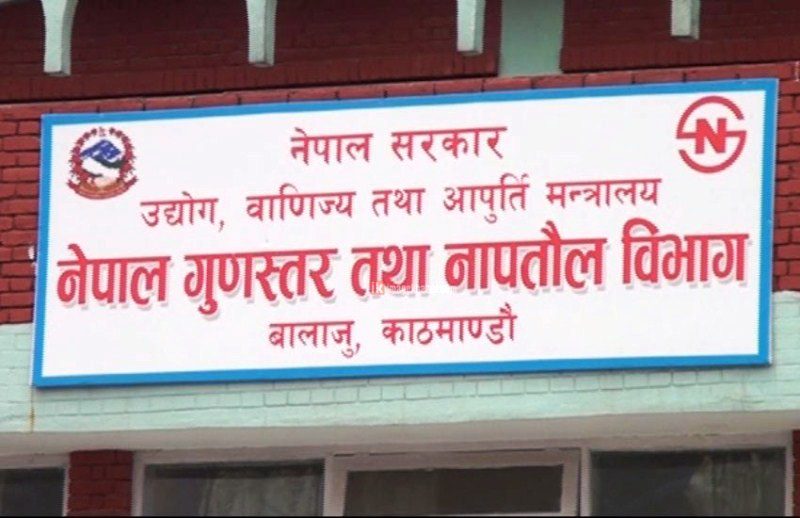 नेपाल सरकार
उद्योग, वाणिज्य तथा आपुर्ति मन्त्रालय
नेपाल गुणस्तर तथा नापतौल विभाग
बालाजु, काठमाण्डौ
N